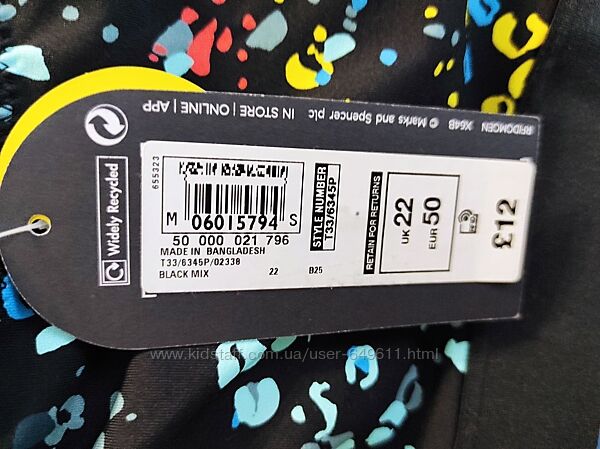 RFIDMCEN X64B
© Marks and Spencer plc
IN STORE | ONLINE | APP
Widely Recycled
655323
M 06015794 S
50 000 021 796
MADE IN BANGLADESH
T33/6345P/02338
BLACK MIX 22 B25
STYLE NUMBER
T33/6345P
RETAIN FOR RETURNS
UK 22
EUR 50
£12
www.kidstaff.com.ua/user-649611.html